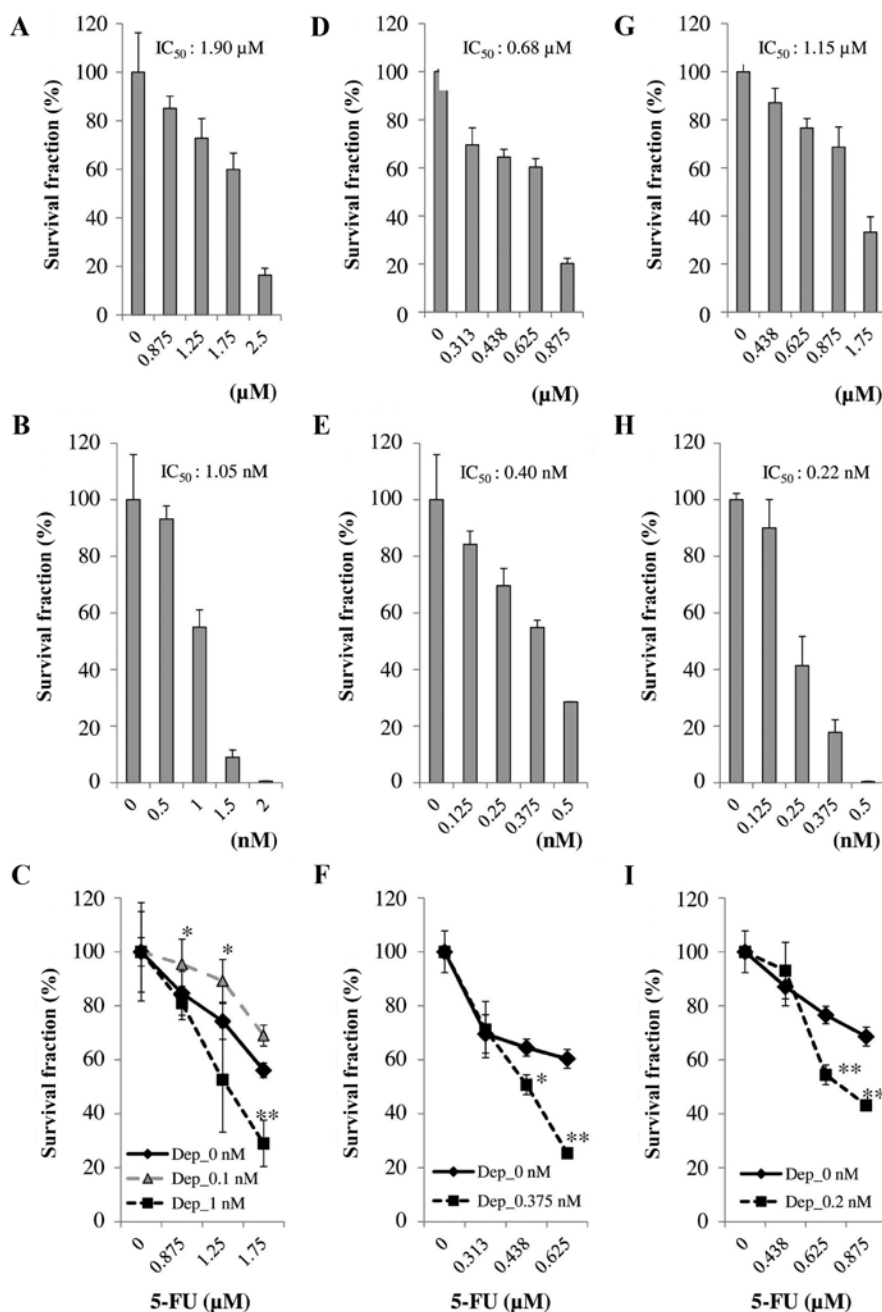 A
IC50 : 1.90 µM
Survival fraction (%)
120
100
80
60
40
20
0
0
0.875
1.25
1.75
2.5
(µM)
D
IC50 : 0.68 µM
Survival fraction (%)
120
100
80
60
40
20
0
0
0.313
0.438
0.625
0.875
(µM)
G
IC50 : 1.15 µM
Survival fraction (%)
120
100
80
60
40
20
0
0
0.438
0.625
0.875
1.75
(µM)
B
IC50 : 1.05 nM
Survival fraction (%)
120
100
80
60
40
20
0
0
0.5
1
1.5
2
(nM)
E
IC50 : 0.40 nM
Survival fraction (%)
120
100
80
60
40
20
0
0
0.125
0.25
0.375
0.5
(nM)
H
IC50 : 0.22 nM
Survival fraction (%)
120
100
80
60
40
20
0
0
0.125
0.25
0.375
0.5
(nM)
C
Survival fraction (%)
120
100
80
60
40
20
0
*
*
**
Dep_0 nM
Dep_0.1 nM
Dep_1 nM
0
0.875
1.25
1.75
5-FU (µM)
F
Survival fraction (%)
120
100
80
60
40
20
0
*
**
Dep_0 nM
Dep_0.375 nM
0
0.313
0.438
0.625
5-FU (µM)
I
Survival fraction (%)
120
100
80
60
40
20
0
**
**
Dep_0 nM
Dep_0.2 nM
0
0.438
0.625
0.875
5-FU (µM)